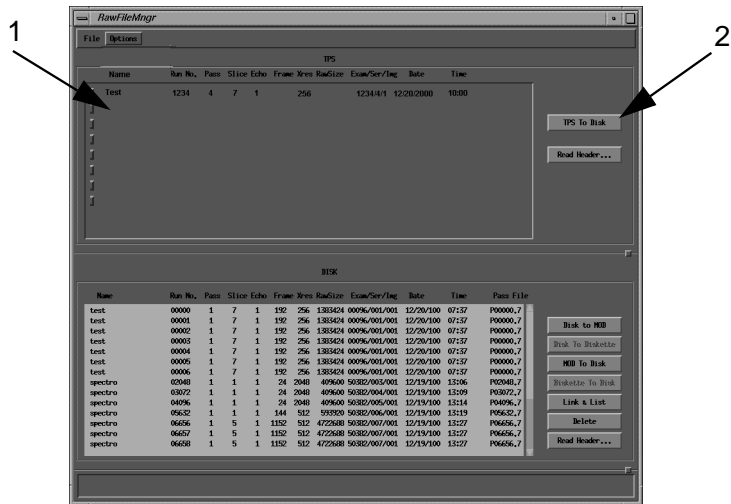 1
2
RawFileMngr
File Options
TPS
Name Run No. Pass Slice Echo Frame Xres RawSize Exam/Ser/Img Date Time
Test 1234 4 7 1 256 1234/4/1 12/20/2000 10:00
TPS To Disk
Read Header...
DISK
Name Run No. Pass Slice Echo Frame Xres RawSize Exam/Ser/Img Date Time Pass File
test 00000 1 7 1 192 256 1383424 00096/001/001 12/20/100 07:37 P00000.7
test 00001 1 7 1 192 256 1383424 00096/001/001 12/20/100 07:37 P00000.7
test 00002 1 7 1 192 256 1383424 00096/001/001 12/20/100 07:37 P00000.7
test 00003 1 7 1 192 256 1383424 00096/001/001 12/20/100 07:37 P00000.7
test 00004 1 7 1 192 256 1383424 00096/001/001 12/20/100 07:37 P00000.7
test 00005 1 7 1 192 256 1383424 00096/001/001 12/20/100 07:37 P00000.7
test 00006 1 7 1 192 256 1383424 00096/001/001 12/20/100 07:37 P00000.7
spectro 02048 1 1 1 24 2048 409600 50382/003/001 12/19/100 13:06 P02048.7
spectro 03072 1 1 1 24 2048 409600 50382/004/001 12/19/100 13:09 P03072.7
spectro 04096 1 1 1 24 2048 409600 50382/005/001 12/19/100 13:14 P04096.7
spectro 05632 1 1 1 144 512 593920 50382/006/001 12/19/100 13:19 P05632.7
spectro 06656 1 5 1 1152 512 4722688 50382/007/001 12/19/100 13:27 P06656.7
spectro 06657 1 5 1 1152 512 4722688 50382/007/001 12/19/100 13:27 P06656.7
spectro 06658 1 5 1 1152 512 4722688 50382/007/001 12/19/100 13:27 P06656.7
Disk to MOD
Disk To Diskette
MOD To Disk
Diskette To Disk
Link & List
Delete
Read Header...